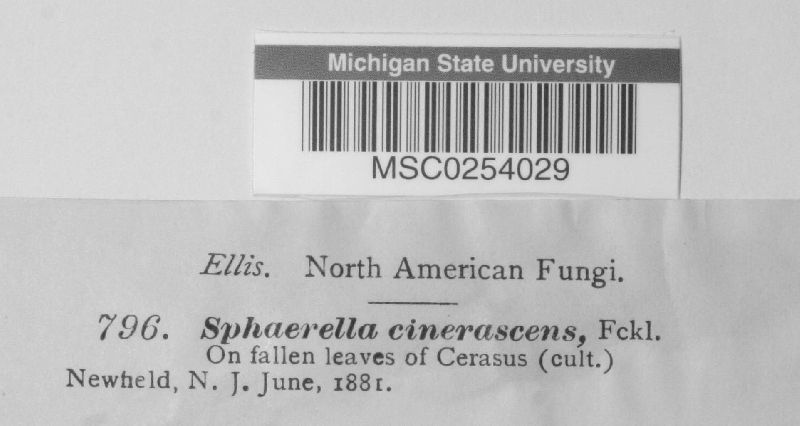 Michigan State University
MSC0254029
Ellis. North American Fungi.
796. Sphaerella cinerascens, Fckl.
On fallen leaves of Cerasus (cult.)
Newfield, N. J. June, 1881.